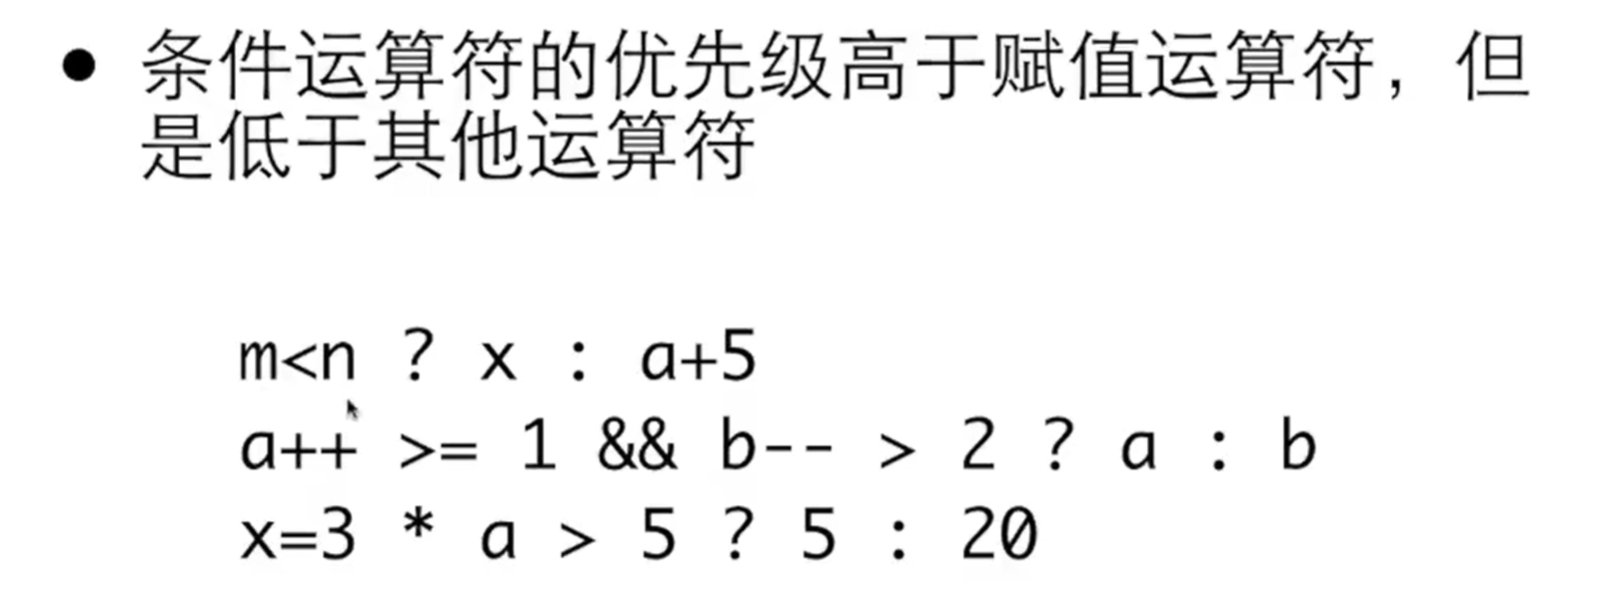 ● 条件运算符的优先级高于赋值运算符，但
是低于其他运算符
m<n ? x : a+5
a++ >= 1 && b-- > 2 ? a : b
x=3 * a > 5 ? 5 : 20